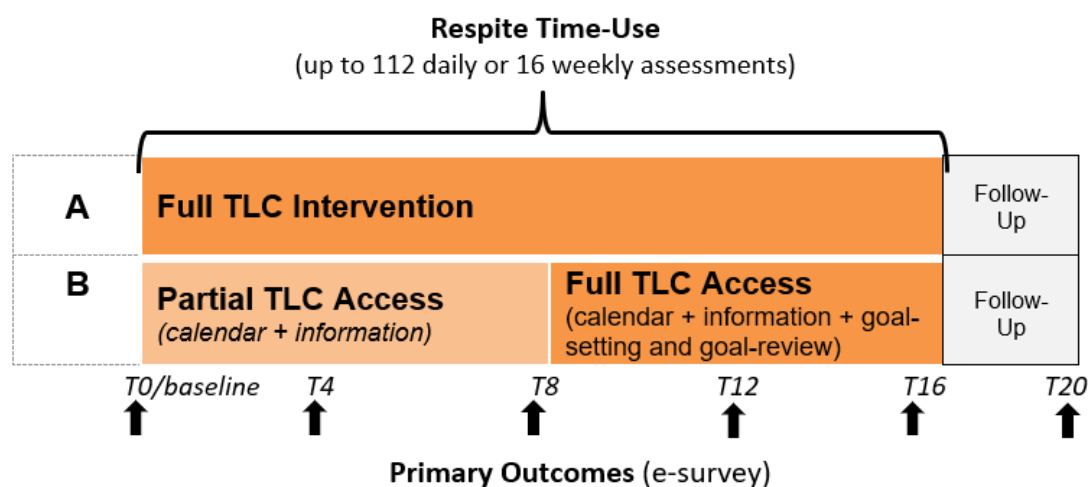 Respite Time-Use
(up to 112 daily or 16 weekly assessments)
A
Full TLC Intervention
Follow-
Up
B
Partial TLC Access
(calendar + information)
Full TLC Access
(calendar + information + goal-
setting and goal-review)
Follow-
Up
T0/baseline T4 T8 T12 T16 T20
Primary Outcomes (e-survey)